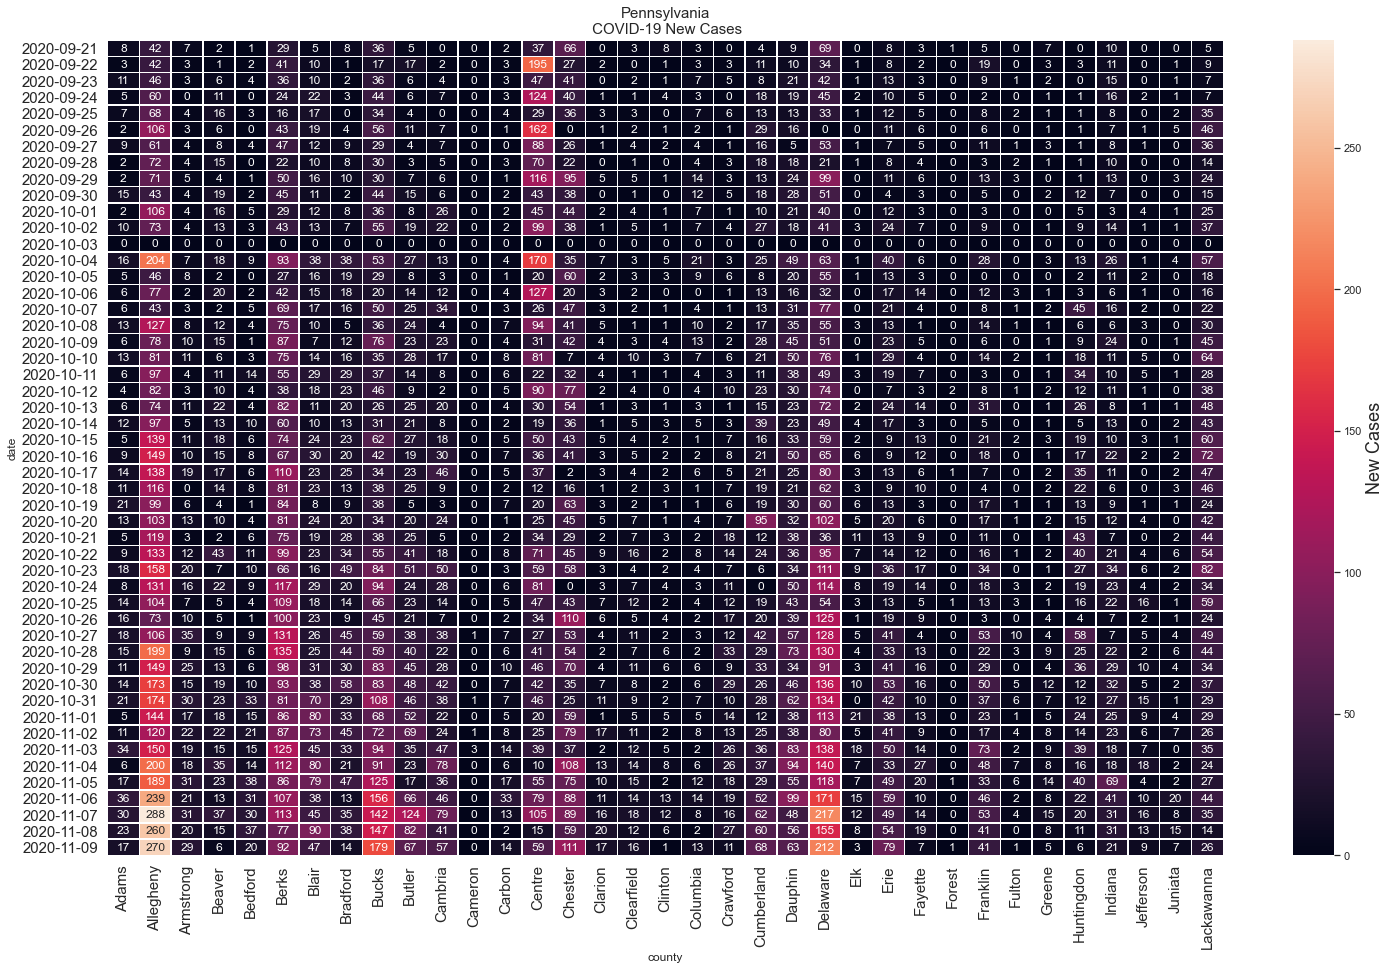 Pennsylvania
COVID-19 New Cases
2020-09-21 8 42 7 2 1 29 5 8 36 5 0 0 2 37 66 0 3 8 3 0 4 9 69 0 8 3 1 5 0 7 0 10 0 0 5
2020-09-22 3 42 3 1 2 41 10 1 17 17 2 0 3 195 27 2 0 1 3 3 11 10 34 1 8 2 0 19 0 3 3 11 0 1 9
2020-09-23 11 46 3 6 4 36 10 2 36 6 4 0 3 47 41 0 2 1 7 5 8 21 42 1 13 3 0 9 1 2 0 15 0 1 7
2020-09-24 5 60 0 11 0 24 22 3 44 6 7 0 3 124 40 1 1 4 3 0 18 19 45 2 10 5 0 2 0 1 1 16 2 1 7
2020-09-25 7 68 4 16 3 16 17 0 34 4 0 0 4 29 36 3 3 0 7 6 13 13 33 1 12 5 0 8 2 1 1 8 0 2 35
2020-09-26 2 106 3 6 0 43 19 4 56 11 7 0 1 162 0 1 2 1 2 1 29 16 0 0 11 6 0 6 0 1 1 7 1 5 46
2020-09-27 9 61 4 8 4 47 12 9 29 4 7 0 0 88 26 1 4 2 4 1 16 5 53 1 7 5 0 11 1 3 1 8 1 0 36
2020-09-28 2 72 4 15 0 22 10 8 30 3 5 0 3 70 22 0 1 0 4 3 18 18 21 1 8 4 0 3 2 1 1 10 0 0 14
2020-09-29 2 71 5 4 1 50 16 10 30 7 6 0 1 116 95 5 5 1 14 3 13 24 99 0 11 6 0 13 3 0 1 13 0 3 24
2020-09-30 15 43 4 19 2 45 11 2 44 15 6 0 2 43 38 0 1 0 12 5 18 28 51 0 4 3 0 5 0 2 12 7 0 0 15
2020-10-01 2 106 4 16 5 29 12 8 36 8 26 0 2 45 44 2 4 1 7 1 10 21 40 0 12 3 0 3 0 0 5 3 4 1 25
2020-10-02 10 73 4 13 3 43 13 7 55 19 22 0 2 99 38 1 5 1 7 4 27 18 41 3 24 7 0 9 0 1 9 14 1 1 37
2020-10-03 0 0 0 0 0 0 0 0 0 0 0 0 0 0 0 0 0 0 0 0 0 0 0 0 0 0 0 0 0 0 0 0 0 0 0
2020-10-04 16 204 7 18 9 93 38 38 53 27 13 0 4 170 35 7 3 5 21 3 25 49 63 1 40 6 0 28 0 3 13 26 1 4 57
2020-10-05 5 46 8 2 0 27 16 19 29 8 3 0 1 20 60 2 3 3 9 6 8 20 55 1 13 3 0 0 0 2 11 2 0 18
2020-10-06 6 77 2 20 2 42 15 18 20 14 12 0 4 127 20 3 2 0 0 1 13 16 32 0 17 14 0 12 3 1 3 6 1 0 16
2020-10-07 6 43 3 2 5 69 17 16 50 25 34 0 3 26 47 3 2 1 4 1 13 31 77 0 21 4 0 8 1 2 45 16 2 0 22
2020-10-08 13 127 8 12 4 75 10 5 36 24 4 0 7 94 41 5 1 1 10 2 17 35 55 3 13 1 0 14 1 1 6 6 3 0 30
2020-10-09 6 78 10 15 1 87 7 12 76 23 23 0 4 31 42 4 3 4 13 2 28 45 51 0 23 5 0 6 0 1 9 24 0 1 45
2020-10-10 13 81 11 6 3 75 14 16 35 28 17 0 8 81 7 4 10 3 7 6 21 50 76 1 29 4 0 14 2 1 18 11 5 0 64
2020-10-11 6 97 4 11 14 55 29 29 37 14 8 0 6 22 32 4 1 1 4 3 11 38 49 3 19 7 0 3 0 1 34 10 5 1 28
2020-10-12 4 82 3 10 4 38 18 23 46 9 2 0 5 90 77 2 4 0 4 10 23 30 74 0 7 3 2 8 1 2 12 11 1 0 38
2020-10-13 6 74 11 22 4 82 11 20 26 25 20 0 4 30 54 1 3 1 3 1 15 23 72 2 24 14 0 31 0 1 26 8 1 1 48
2020-10-14 12 97 5 13 10 60 10 13 31 21 8 0 2 19 36 1 5 3 5 3 39 23 49 4 17 3 0 5 0 1 5 13 0 2 43
2020-10-15 5 139 11 18 6 74 24 23 62 27 18 0 5 50 43 5 4 2 1 7 16 33 59 2 9 13 0 21 2 3 19 10 3 1 60
2020-10-16 9 149 10 15 8 67 30 20 42 19 30 0 7 36 41 3 5 2 2 8 21 50 65 6 9 12 0 18 0 1 17 22 2 2 72
2020-10-17 14 138 19 17 6 110 23 25 34 23 46 0 5 37 2 3 4 2 6 5 21 25 80 3 13 6 1 7 0 2 35 11 0 2 47
2020-10-18 11 116 0 14 8 81 23 13 38 25 9 0 2 12 16 1 2 3 1 7 19 21 62 3 9 10 0 4 0 2 22 6 0 3 46
2020-10-19 21 99 6 4 1 84 8 9 38 5 3 0 7 20 63 3 2 1 1 6 19 30 60 6 13 3 0 17 1 1 13 9 1 1 24
2020-10-20 13 103 13 10 4 81 24 20 34 20 24 0 1 25 45 5 7 1 4 7 95 32 102 5 20 6 0 17 1 2 15 12 4 0 42
2020-10-21 5 119 3 2 6 75 19 28 38 25 5 0 2 34 29 2 7 3 2 18 12 38 36 11 13 9 0 11 0 1 43 7 0 2 44
2020-10-22 9 133 12 43 11 99 23 34 55 41 18 0 8 71 45 9 16 2 8 14 24 36 95 7 14 12 0 16 1 2 40 21 4 6 54
2020-10-23 11 158 20 7 10 66 16 49 84 51 50 0 3 59 58 3 4 2 4 7 6 34 111 9 36 17 0 34 0 1 27 34 6 2 82
2020-10-24 8 131 16 22 9 117 29 20 94 24 28 0 6 81 0 3 7 4 3 11 0 50 114 8 19 14 0 18 3 2 19 23 4 2 34
2020-10-25 14 104 7 5 4 109 18 14 66 23 14 0 5 47 43 7 12 2 4 12 19 43 54 3 13 5 1 13 3 1 16 22 16 1 59
2020-10-26 16 73 10 5 1 100 23 9 45 21 7 0 2 34 110 6 5 4 2 17 20 39 125 1 19 9 0 3 0 4 4 7 2 1 24
2020-10-27 18 106 35 9 9 131 26 45 59 38 38 1 7 27 53 4 11 2 3 12 42 57 128 5 41 4 0 53 10 4 58 7 5 4 49
2020-10-28 15 199 9 15 6 135 25 44 59 40 22 0 6 41 54 2 7 6 2 33 29 73 130 4 33 13 0 22 3 9 25 22 2 6 44
2020-10-29 11 149 25 13 6 98 31 30 83 45 28 0 10 46 70 4 11 6 6 9 33 34 91 3 41 16 0 29 0 4 36 29 10 4 34
2020-10-30 14 173 15 19 10 93 38 58 83 48 42 0 7 42 35 7 8 2 6 29 26 46 136 10 53 16 0 50 5 12 12 32 5 2 37
2020-10-31 21 174 30 23 33 81 70 29 108 46 38 1 7 46 25 11 9 2 7 10 28 62 134 0 42 10 0 37 6 7 12 27 15 1 29
2020-11-01 5 144 17 18 15 86 80 33 68 52 22 0 5 20 59 1 5 5 5 14 12 38 113 21 38 13 0 23 1 5 24 25 9 4 29
2020-11-02 11 120 22 22 21 87 73 45 72 69 24 1 8 25 79 17 11 2 8 13 25 38 80 5 41 9 0 17 4 8 14 23 6 7 26
2020-11-03 34 150 19 15 15 125 45 33 94 35 47 3 14 39 37 2 12 5 2 26 36 83 138 18 50 14 0 73 2 9 39 18 7 0 35
2020-11-04 6 200 18 35 14 112 80 21 91 23 78 0 6 10 108 13 14 8 6 24 37 94 140 7 33 27 0 48 7 8 16 18 18 2 24
2020-11-05 17 189 31 23 38 86 79 47 125 17 36 0 17 55 75 10 15 2 12 18 29 55 118 7 49 20 1 33 6 14 40 69 4 2 27
2020-11-06 36 239 21 13 31 107 38 13 156 66 46 0 33 79 88 11 14 13 14 19 52 99 171 15 59 10 0 46 2 8 22 41 10 20 44
2020-11-07 30 288 31 37 30 113 45 35 142 124 79 0 13 105 89 16 18 12 8 16 62 48 217 12 49 14 0 53 4 15 20 31 16 8 35
2020-11-08 23 260 20 15 37 77 90 38 147 82 41 0 2 15 59 20 12 6 2 27 60 56 155 8 54 19 0 41 0 8 11 31 13 15 14
2020-11-09 17 270 29 6 20 92 47 14 179 67 57 0 14 59 111 17 16 1 13 11 68 63 212 3 79 7 1 41 1 5 6 21 9 7 26
date
Adams Allegheny Armstrong Beaver Bedford Berks Blair Bradford Bucks Butler Cambria Cameron Carbon Centre Chester Clarion Clearfield Clinton Columbia Crawford Cumberland Dauphin Delaware Elk Erie Fayette Forest Franklin Fulton Greene Huntingdon Indiana Jefferson Juniata Lackawanna
county
250
200
150
100
50
0
New Cases